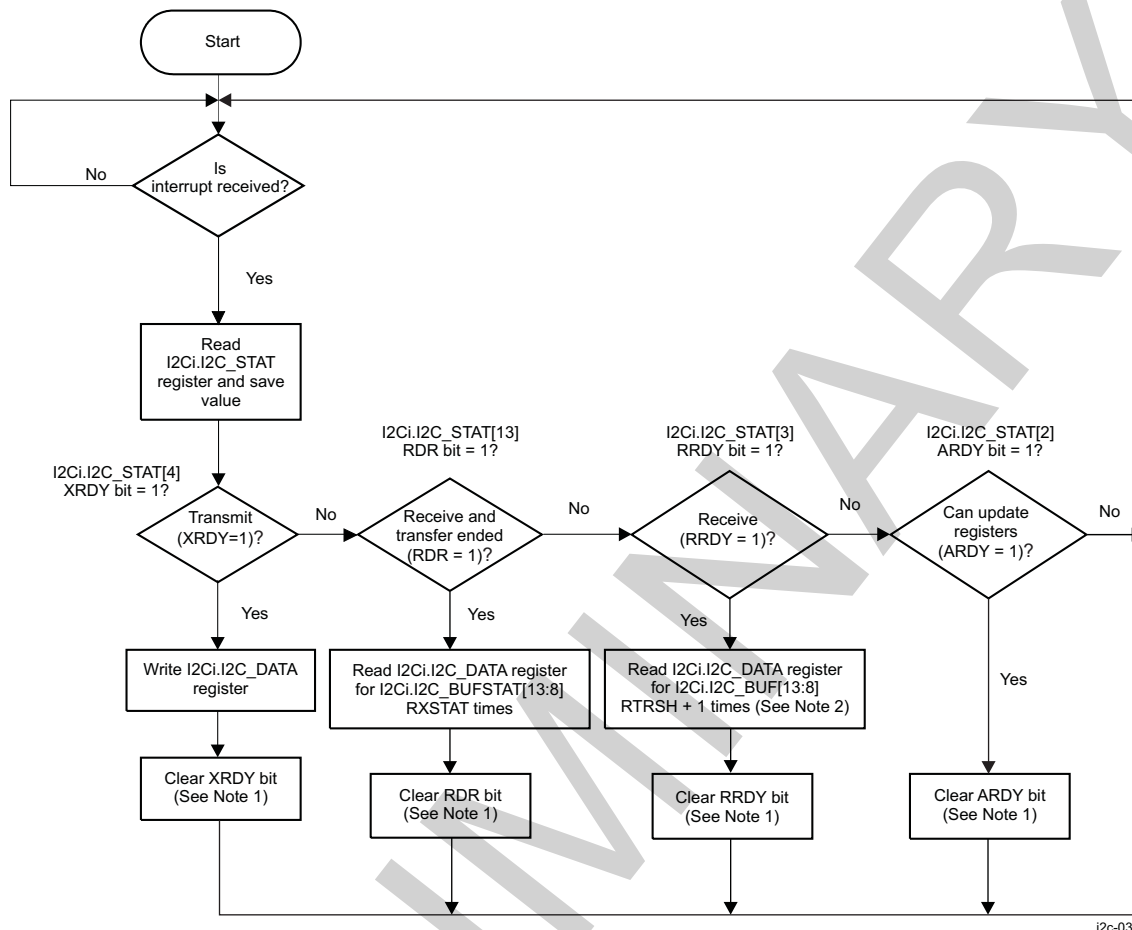 Start
Is
interrupt received?
No
Yes
Read
I2Ci.I2C_STAT
register and save
value
I2Ci.I2C_STAT[4]
XRDY bit = 1?
Transmit
(XRDY=1)?
No
Yes
Write I2Ci.I2C_DATA
register
Clear XRDY bit
(See Note 1)
I2Ci.I2C_STAT[13]
RDR bit = 1?
Receive and
transfer ended
(RDR = 1)?
No
Yes
Read I2Ci.I2C_DATA register
for I2Ci.I2C_BUFSTAT[13:8]
RXSTAT times
Clear RDR bit
(See Note 1)
I2Ci.I2C_STAT[3]
RRDY bit = 1?
Receive
(RRDY = 1)?
No
Yes
Read I2Ci.I2C_DATA register
for I2Ci.I2C_BUF[13:8]
RTRSH + 1 times (See Note 2)
Clear RRDY bit
(See Note 1)
I2Ci.I2C_STAT[2]
ARDY bit = 1?
Can update
registers
(ARDY = 1)?
No
Yes
Clear ARDY bit
(See Note 1)
i2c-03
IMINARY